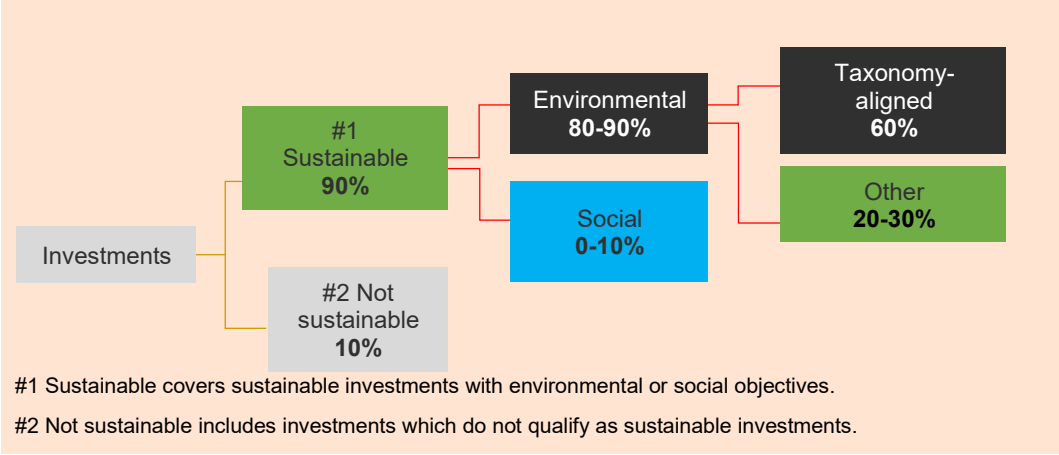 Investments
#1
Sustainable
90%
#2 Not
sustainable
10%
Environmental
80-90%
Social
0-10%
Taxonomy-
aligned
60%
Other
20-30%
#1 Sustainable covers sustainable investments with environmental or social objectives.
#2 Not sustainable includes investments which do not qualify as sustainable investments.